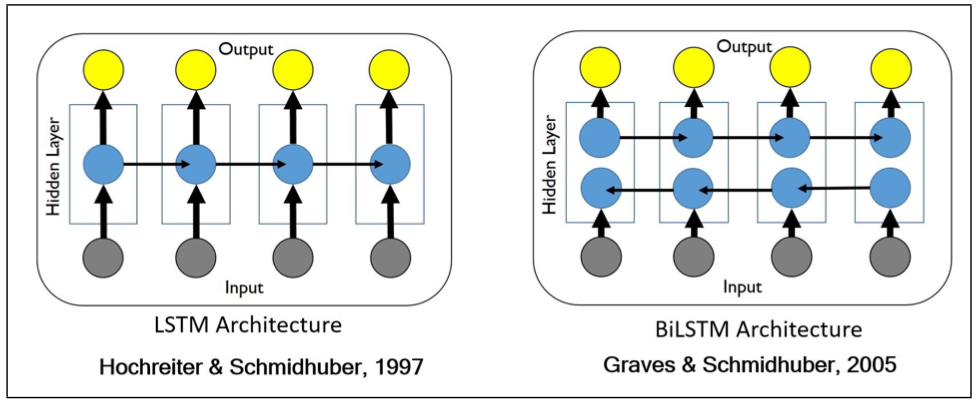 Output
Hidden Layer
Input
LSTM Architecture
Hochreiter & Schmidhuber, 1997
Output
Hidden Layer
Input
BiLSTM Architecture
Graves & Schmidhuber, 2005